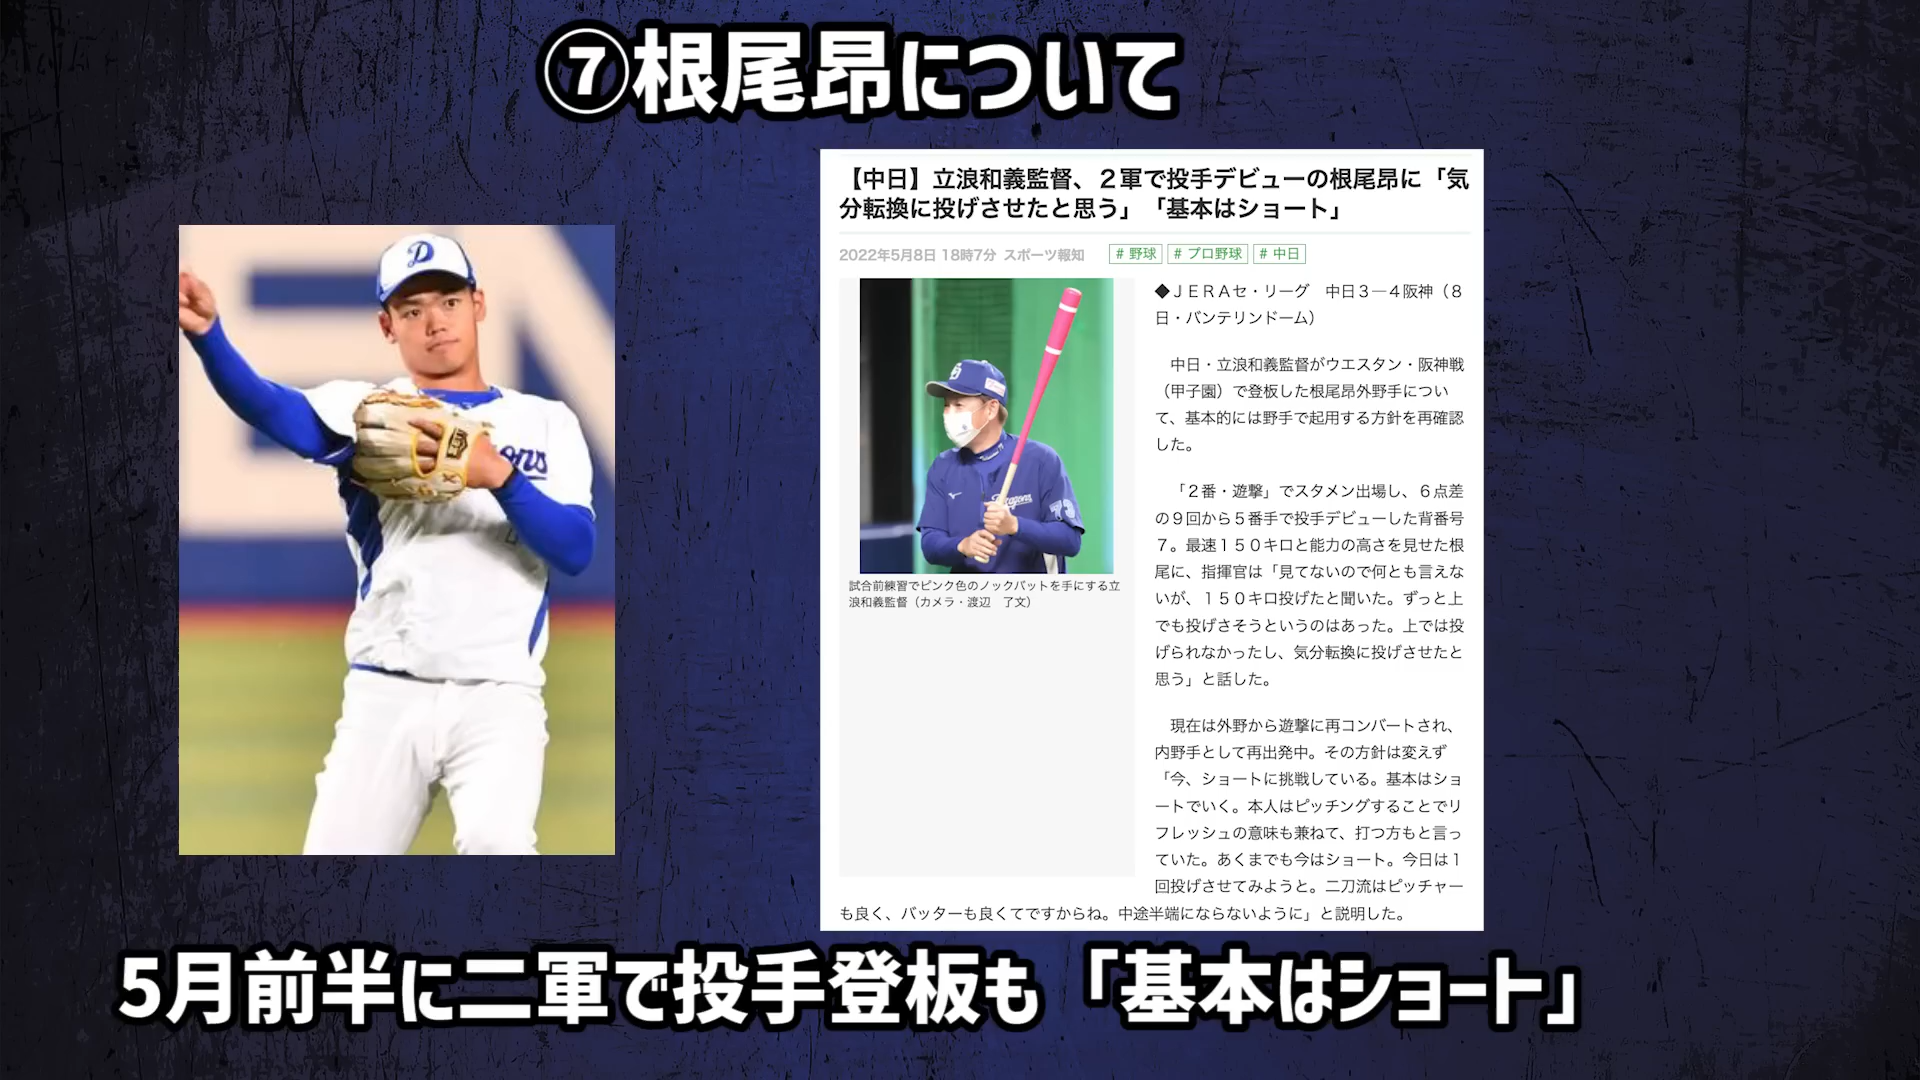 ⑦根尾昂について
【中日】立浪和義監督、２軍で投手デビューの根尾昂に「気
分転換に投げさせたと思う」「基本はショート」
2022年5月8日 18時7分 スポーツ報知 # 野球 # プロ野球 # 中日
◆ＪＥＲＡセ・リーグ　中日３―４阪神（８
日・バンテリンドーム）
中日・立浪和義監督がウエスタン・阪神戦
（甲子園）で登板した根尾昂外野手につい
て、基本的には野手で起用する方針を再確認
した。
「２番・遊撃」でスタメン出場し、６点差
の９回から５番手で投手デビューした背番号
７。最速１５０キロと能力の高さを見せた根
尾に、指揮官は「見てないので何とも言えな
いが、１５０キロ投げたと聞いた。ずっと上
でも投げさそうというのはあった。上では投
げられなかったし、気分転換に投げさせたと
思う」と話した。
現在は外野から遊撃に再コンバートされ、
内野手として再出発中。その方針は変えず
「今、ショートに挑戦している。基本はショ
ートでいく。本人はピッチングすることでリ
フレッシュの意味も兼ねて、打つ方もと言っ
ていた。あくまでも今はショート。今日は１
回投げさせてみようと。二刀流はピッチャー
も良く、バッターも良くてですからね。中途半端にならないように」と説明した。
試合前練習でピンク色のノックバットを手にする立
浪和義監督（カメラ・渡辺　了文）
D
ons
Dragons
73
5月前半に二軍で投手登板も「基本はショート」